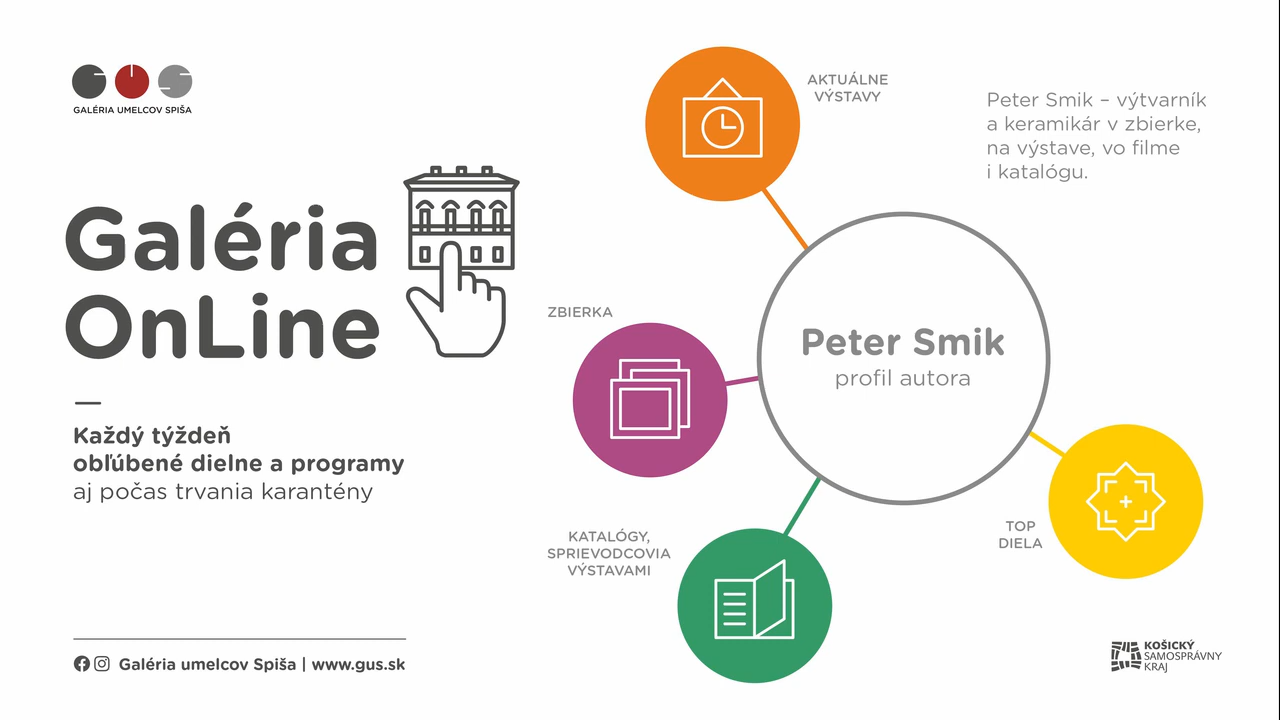 GALÉRIA UMELCOV SPIŠA
Galéria
OnLine
Každý týždeň
obľúbené dielne a programy
aj počas trvania karantény
Galéria umelcov Spiša | www.gus.sk
AKTUÁLNE
VÝSTAVY
Peter Smik – výtvarník
a keramikár v zbierke,
na výstave, vo filme
i katalógu.
ZBIERKA
Peter Smik
profil autora
TOP
DIELA
KATALÓGY,
SPRIEVODCOVIA
VÝSTAVAMI
KOŠICKÝ
SAMOSPRÁVNY
KRAJ